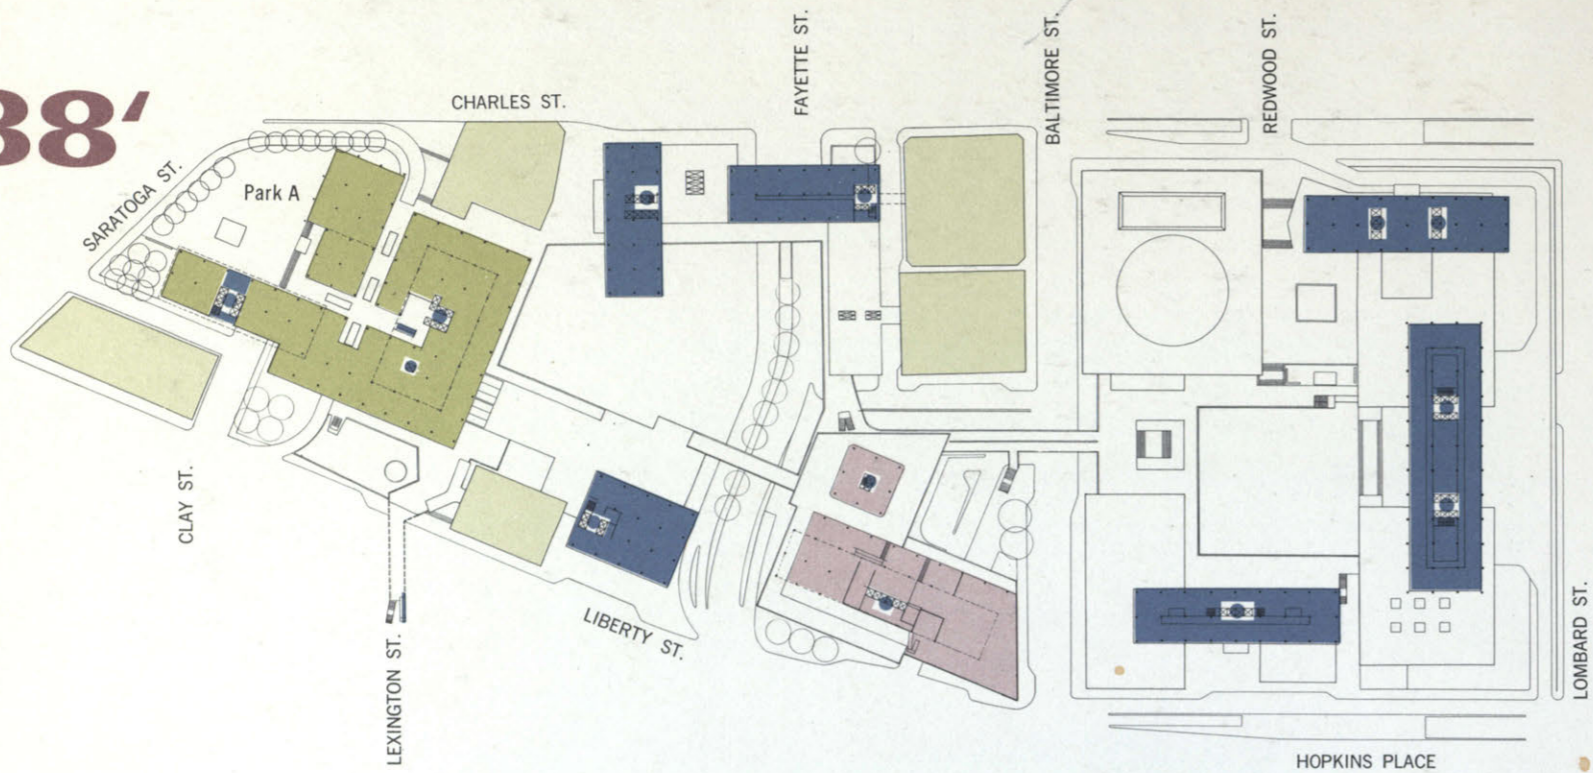 88'
CHARLES ST.
FAYETTE ST.
BALTIMORE ST.
REDWOOD ST.
SARATOGA ST.
Park A
CLAY ST.
LEXINGTON ST.
LIBERTY ST.
LOMBARD ST.
HOPKINS PLACE